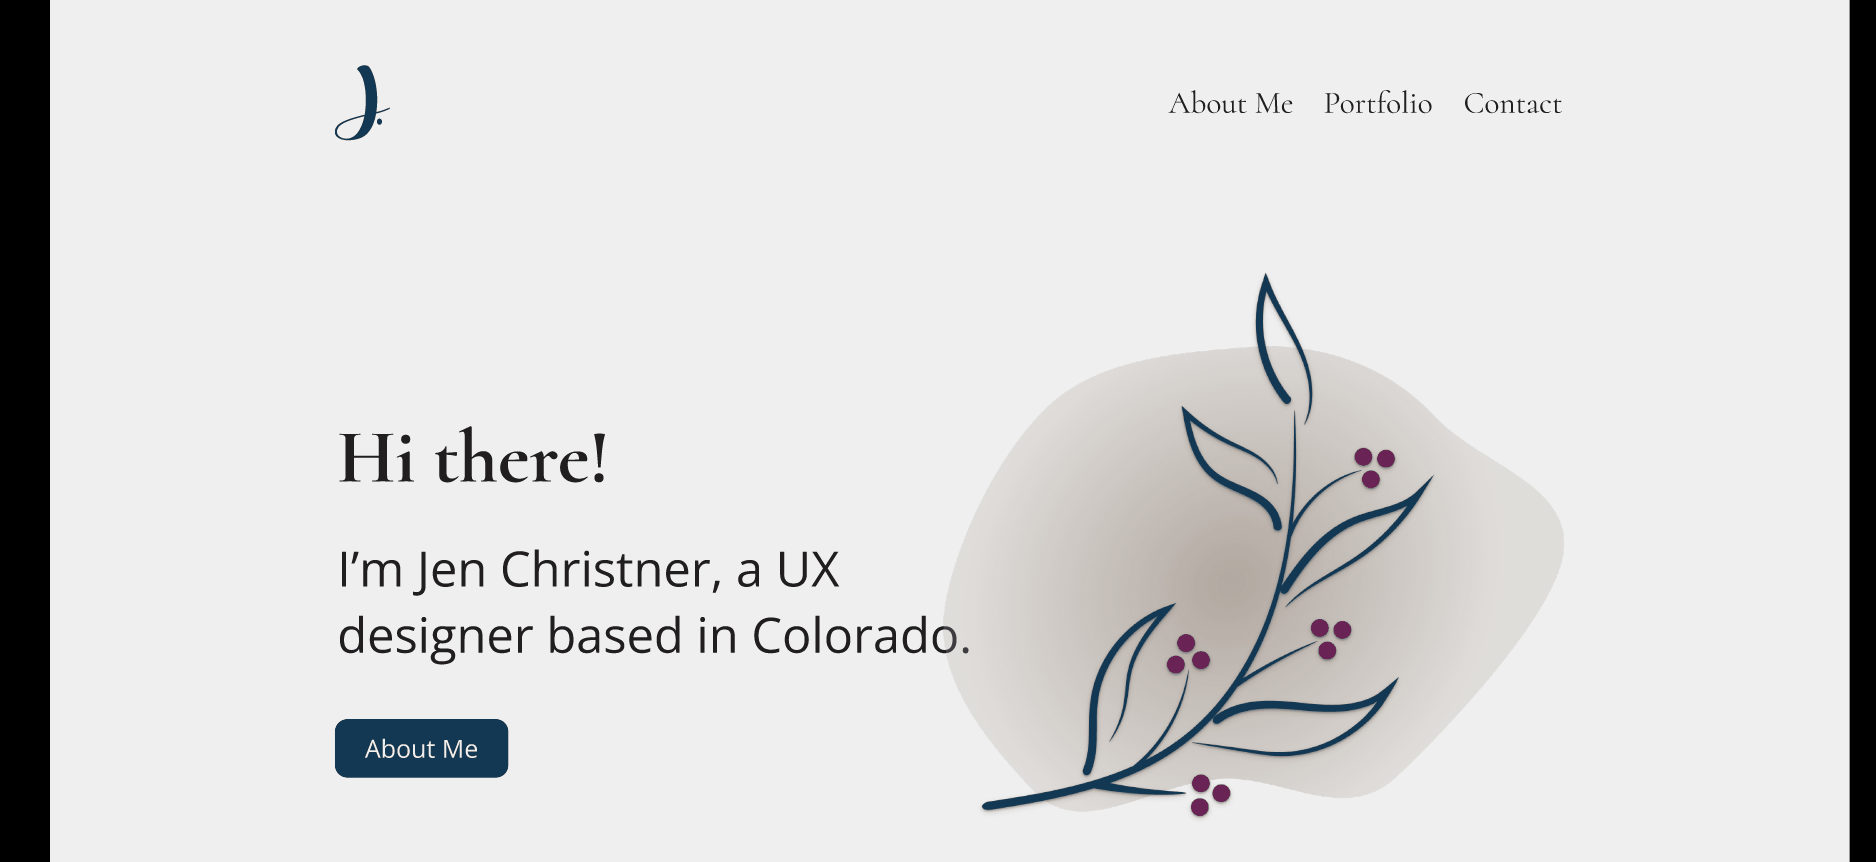 J.
About Me Portfolio Contact
Hi there!
I’m Jen Christner, a UX
designer based in Colorado.
About Me